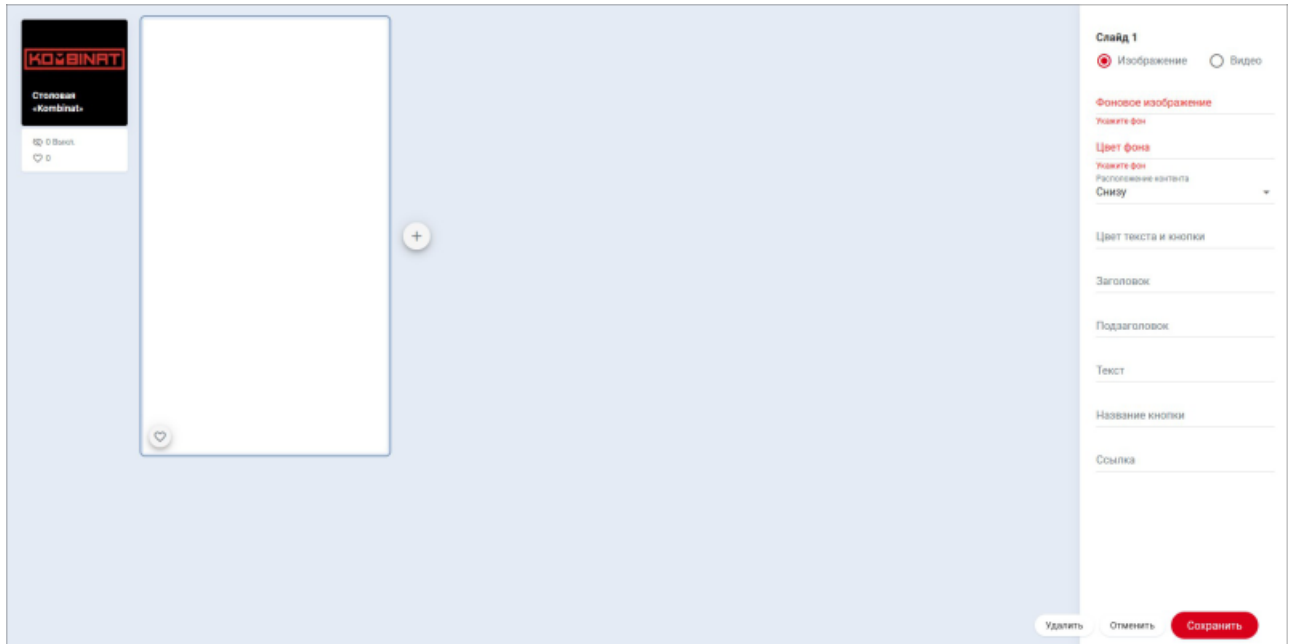 KOMBINAT
Столовая
«Kombinat»
0 Выкл.
0
Слайд 1
Изображение
Видео
Фоновое изображение
Укажите фон
Цвет фона
Укажите фон
Расположение контента
Снизу
Цвет текста и кнопки
Заголовок
Подзаголовок
Текст
Название кнопки
Ссылка
Удалить
Отменить
Сохранить